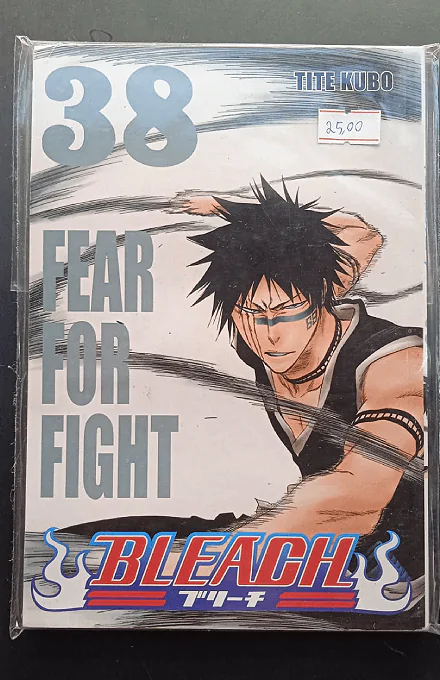 38
TITE KUBO
25,00
FEAR
FOR
FIGHT
BLEACH
ブリーチ